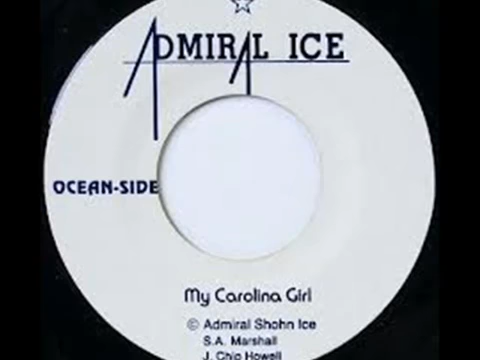 ADMIRAL ICE
OCEAN-SIDE
My Carolina Girl
© Admiral Shohn Ice
S.A. Marshall
J. Chip Howell